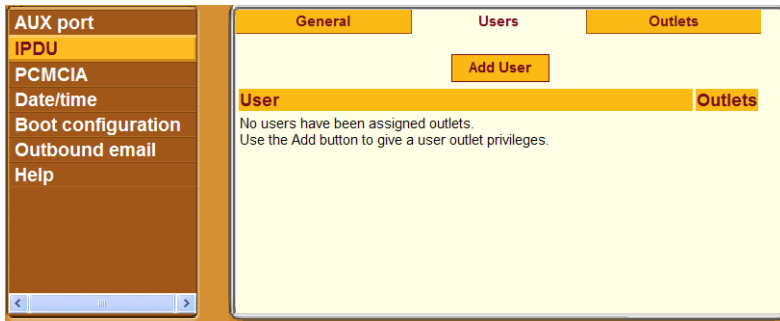 AUX port
IPDU
PCMCIA
Date/time
Boot configuration
Outbound email
Help
General Users Outlets
Add User
User Outlets
No users have been assigned outlets.
Use the Add button to give a user outlet privileges.